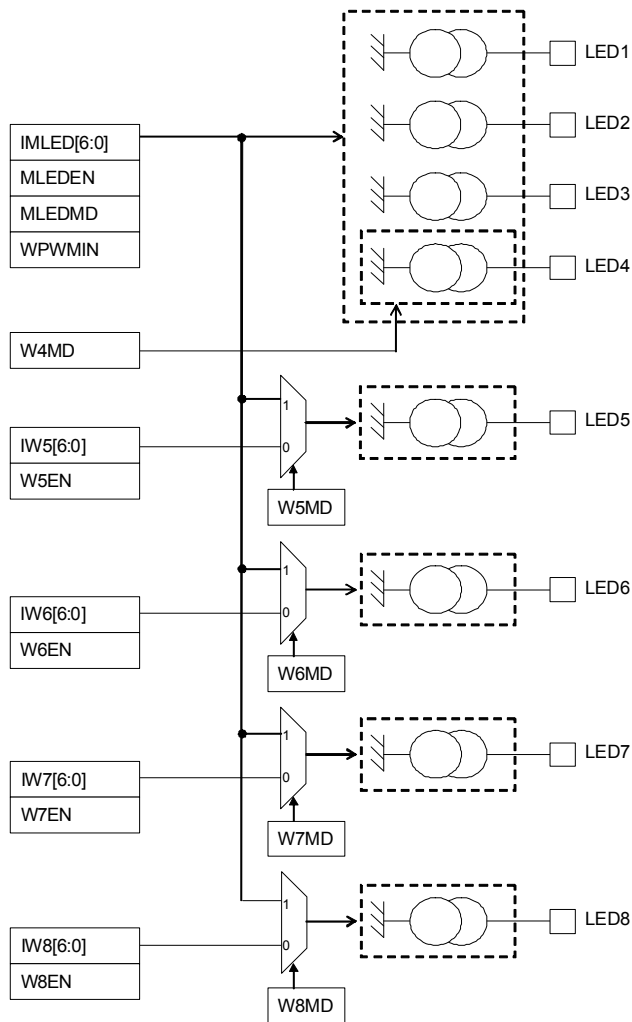 LED1
LED2
IMLED[6:0]
MLEDEN
MLEDMD
LED3
WPWMIN
LED4
W4MD
1
LED5
IW5[6:0]
0
W5EN
W5MD
1
LED6
IW6[6:0]
0
W6EN
W6MD
1
LED7
IW7[6:0]
0
W7EN
W7MD
1
LED8
IW8[6:0]
0
W8EN
W8MD